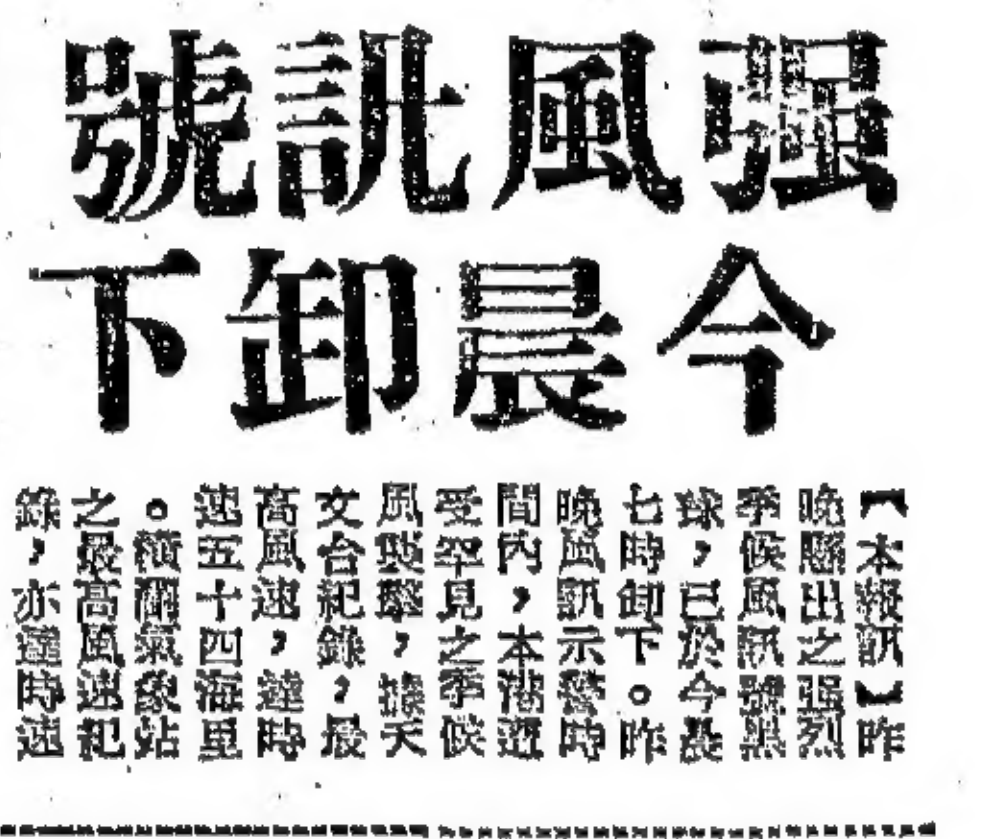 强風訊號
今晨卸下
【本報訊】昨
晚懸出之强烈
季候風訊號黑
球，已於今晨
七時卸下。昨
晚風訊示發時
間內，本港遊
受罕見之季候
風襲擊，據天
文台紀錄，最
高風速，達時
速五十四海里
。橫瀾氣象站
之最高風速紀
錄，亦達時速